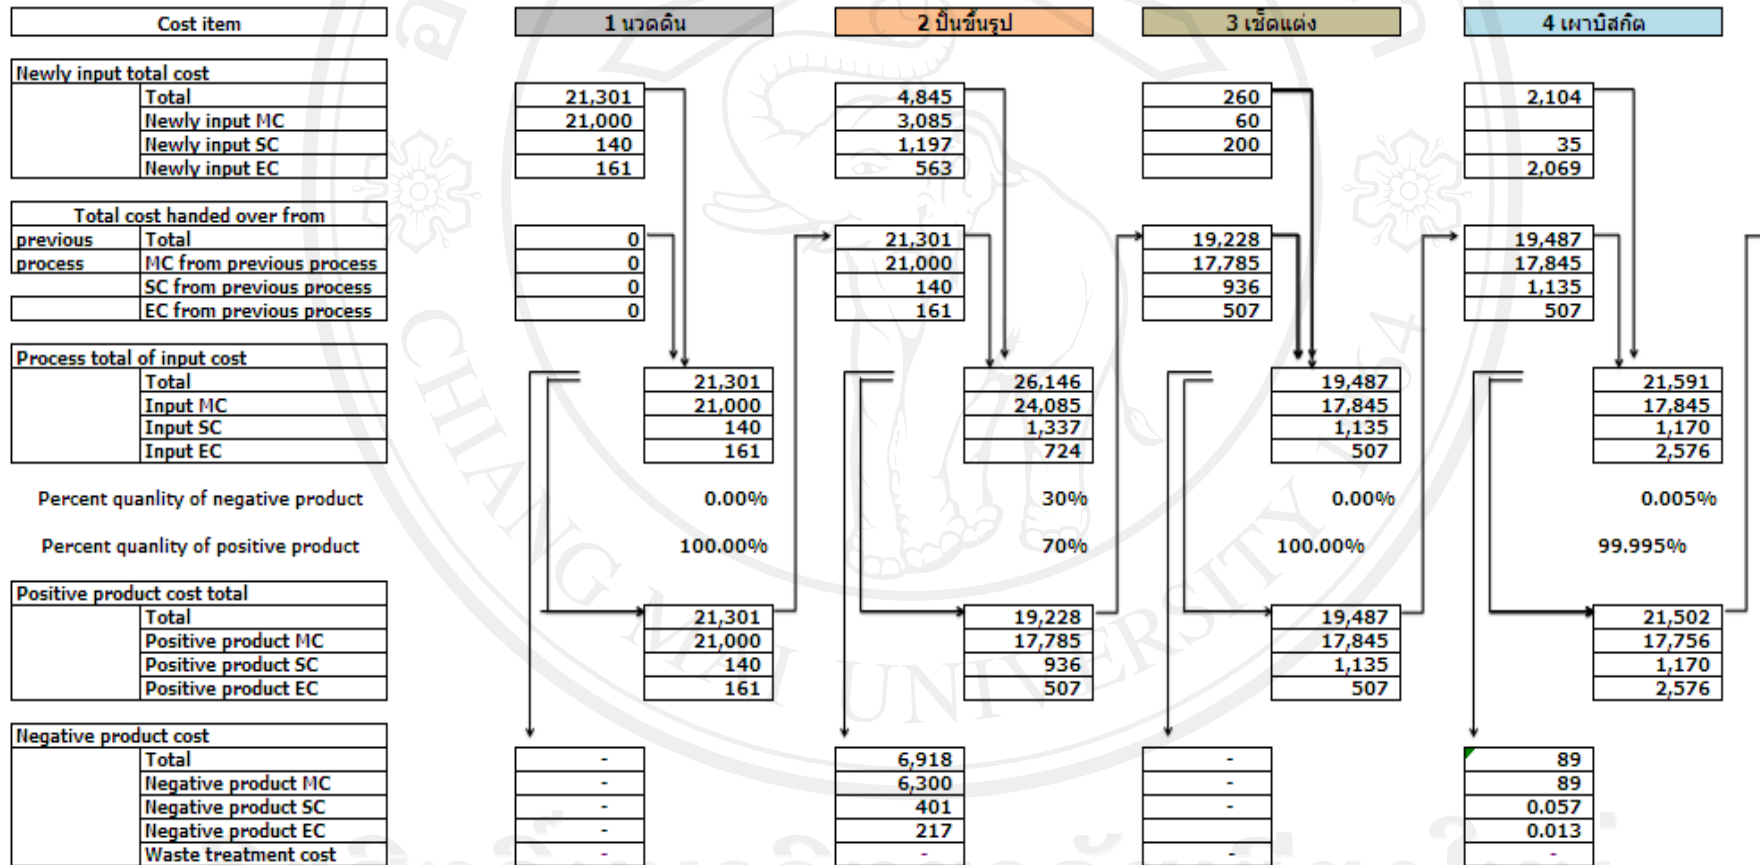 Cost item 1 นวดดิน 2 ปั้นขึ้นรูป 3 เช็ดแต่ง 4 เผาบิสกิต
Newly input total cost
Total 21,301 4,845 260 2,104
Newly input MC 21,000 3,085 60
Newly input SC 140 1,197 200 35
Newly input EC 161 563 2,069
Total cost handed over from
previous Total 0 21,301 19,228 19,487
process MC from previous process 0 21,000 17,785 17,845
SC from previous process 0 140 936 1,135
EC from previous process 0 161 507 507
Process total of input cost
Total 21,301 26,146 19,487 21,591
Input MC 21,000 24,085 17,845 17,845
Input SC 140 1,337 1,135 1,170
Input EC 161 724 507 2,576
Percent quanlity of negative product 0.00% 30% 0.00% 0.005%
Percent quanlity of positive product 100.00% 70% 100.00% 99.995%
Positive product cost total
Total 21,301 19,228 19,487 21,502
Positive product MC 21,000 17,785 17,845 17,756
Positive product SC 140 936 1,135 1,170
Positive product EC 161 507 507 2,576
Negative product cost
Total - 6,918 - 89
Negative product MC - 6,300 - 89
Negative product SC - 401 - 0.057
Negative product EC - 217 0.013
Waste treatment cost - - - -
CHIANG MAI UNIVERSITY 1964